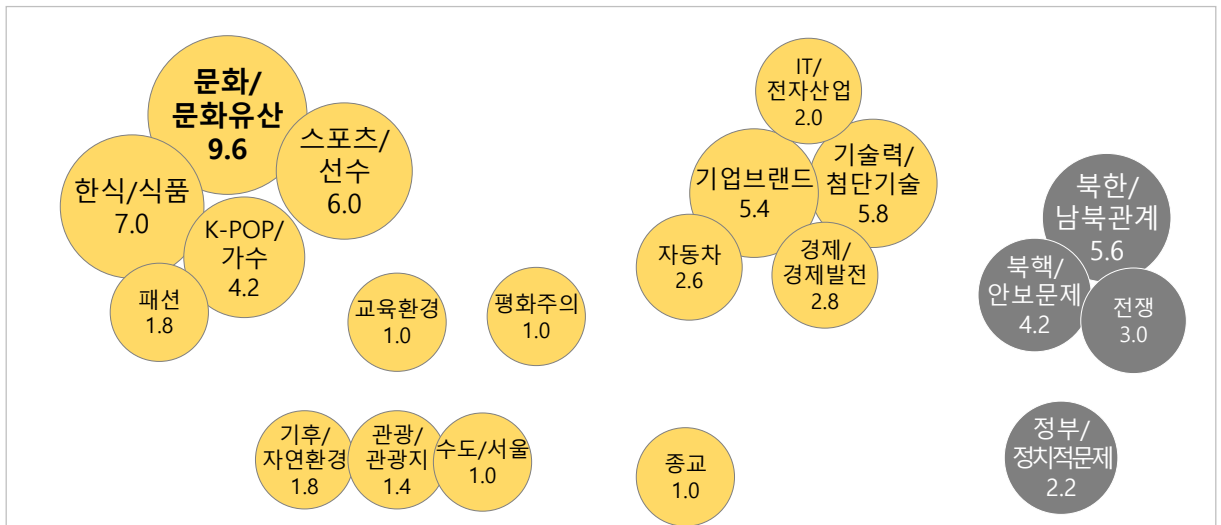 문화/
문화유산
9.6
스포츠/
선수
6.0
한식/식품
7.0
K-POP/
가수
4.2
패션
1.8
교육환경
1.0
평화주의
1.0
기후/
자연환경
1.8
관광/
관광지
1.4
수도/서울
1.0
IT/
전자산업
2.0
기업브랜드
5.4
기술력/
첨단기술
5.8
자동차
2.6
경제/
경제발전
2.8
종교
1.0
북한/
남북관계
5.6
북핵/
안보문제
4.2
전쟁
3.0
정부/
정치적문제
2.2